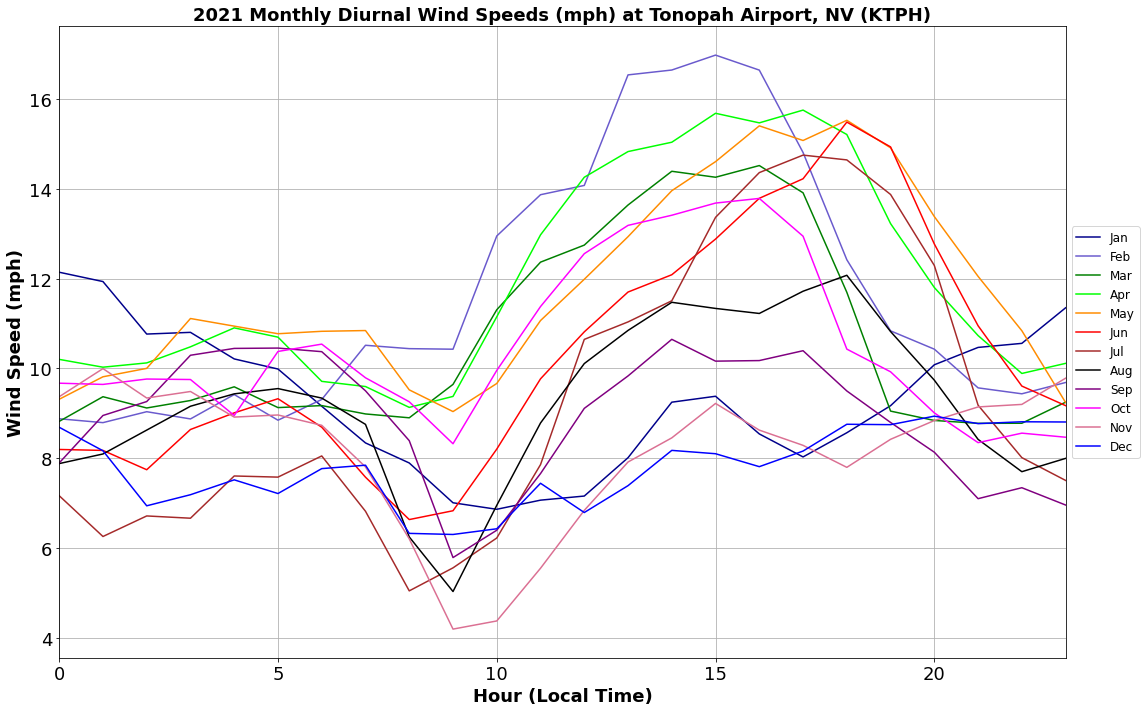 2021 Monthly Diurnal Wind Speeds (mph) at Tonopah Airport, NV (KTPH)
Wind Speed (mph)
16
14
12
10
8
6
4
0 5 10 15 20
Hour (Local Time)
Jan
Feb
Mar
Apr
May
Jun
Jul
Aug
Sep
Oct
Nov
Dec